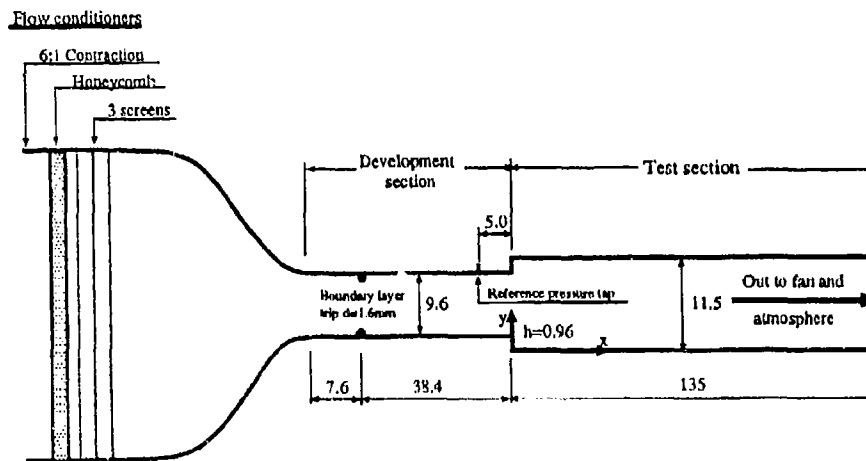 Flow conditioners
6:1 Contraction
Honeycomb
3 screens
Development
section
Test section
5.0
Boundary layer
trip d=1.6mm
9.6
Reference pressure tap
11.5
Out to fan and
atmosphere
y
h=0.96
x
7.6
38.4
135